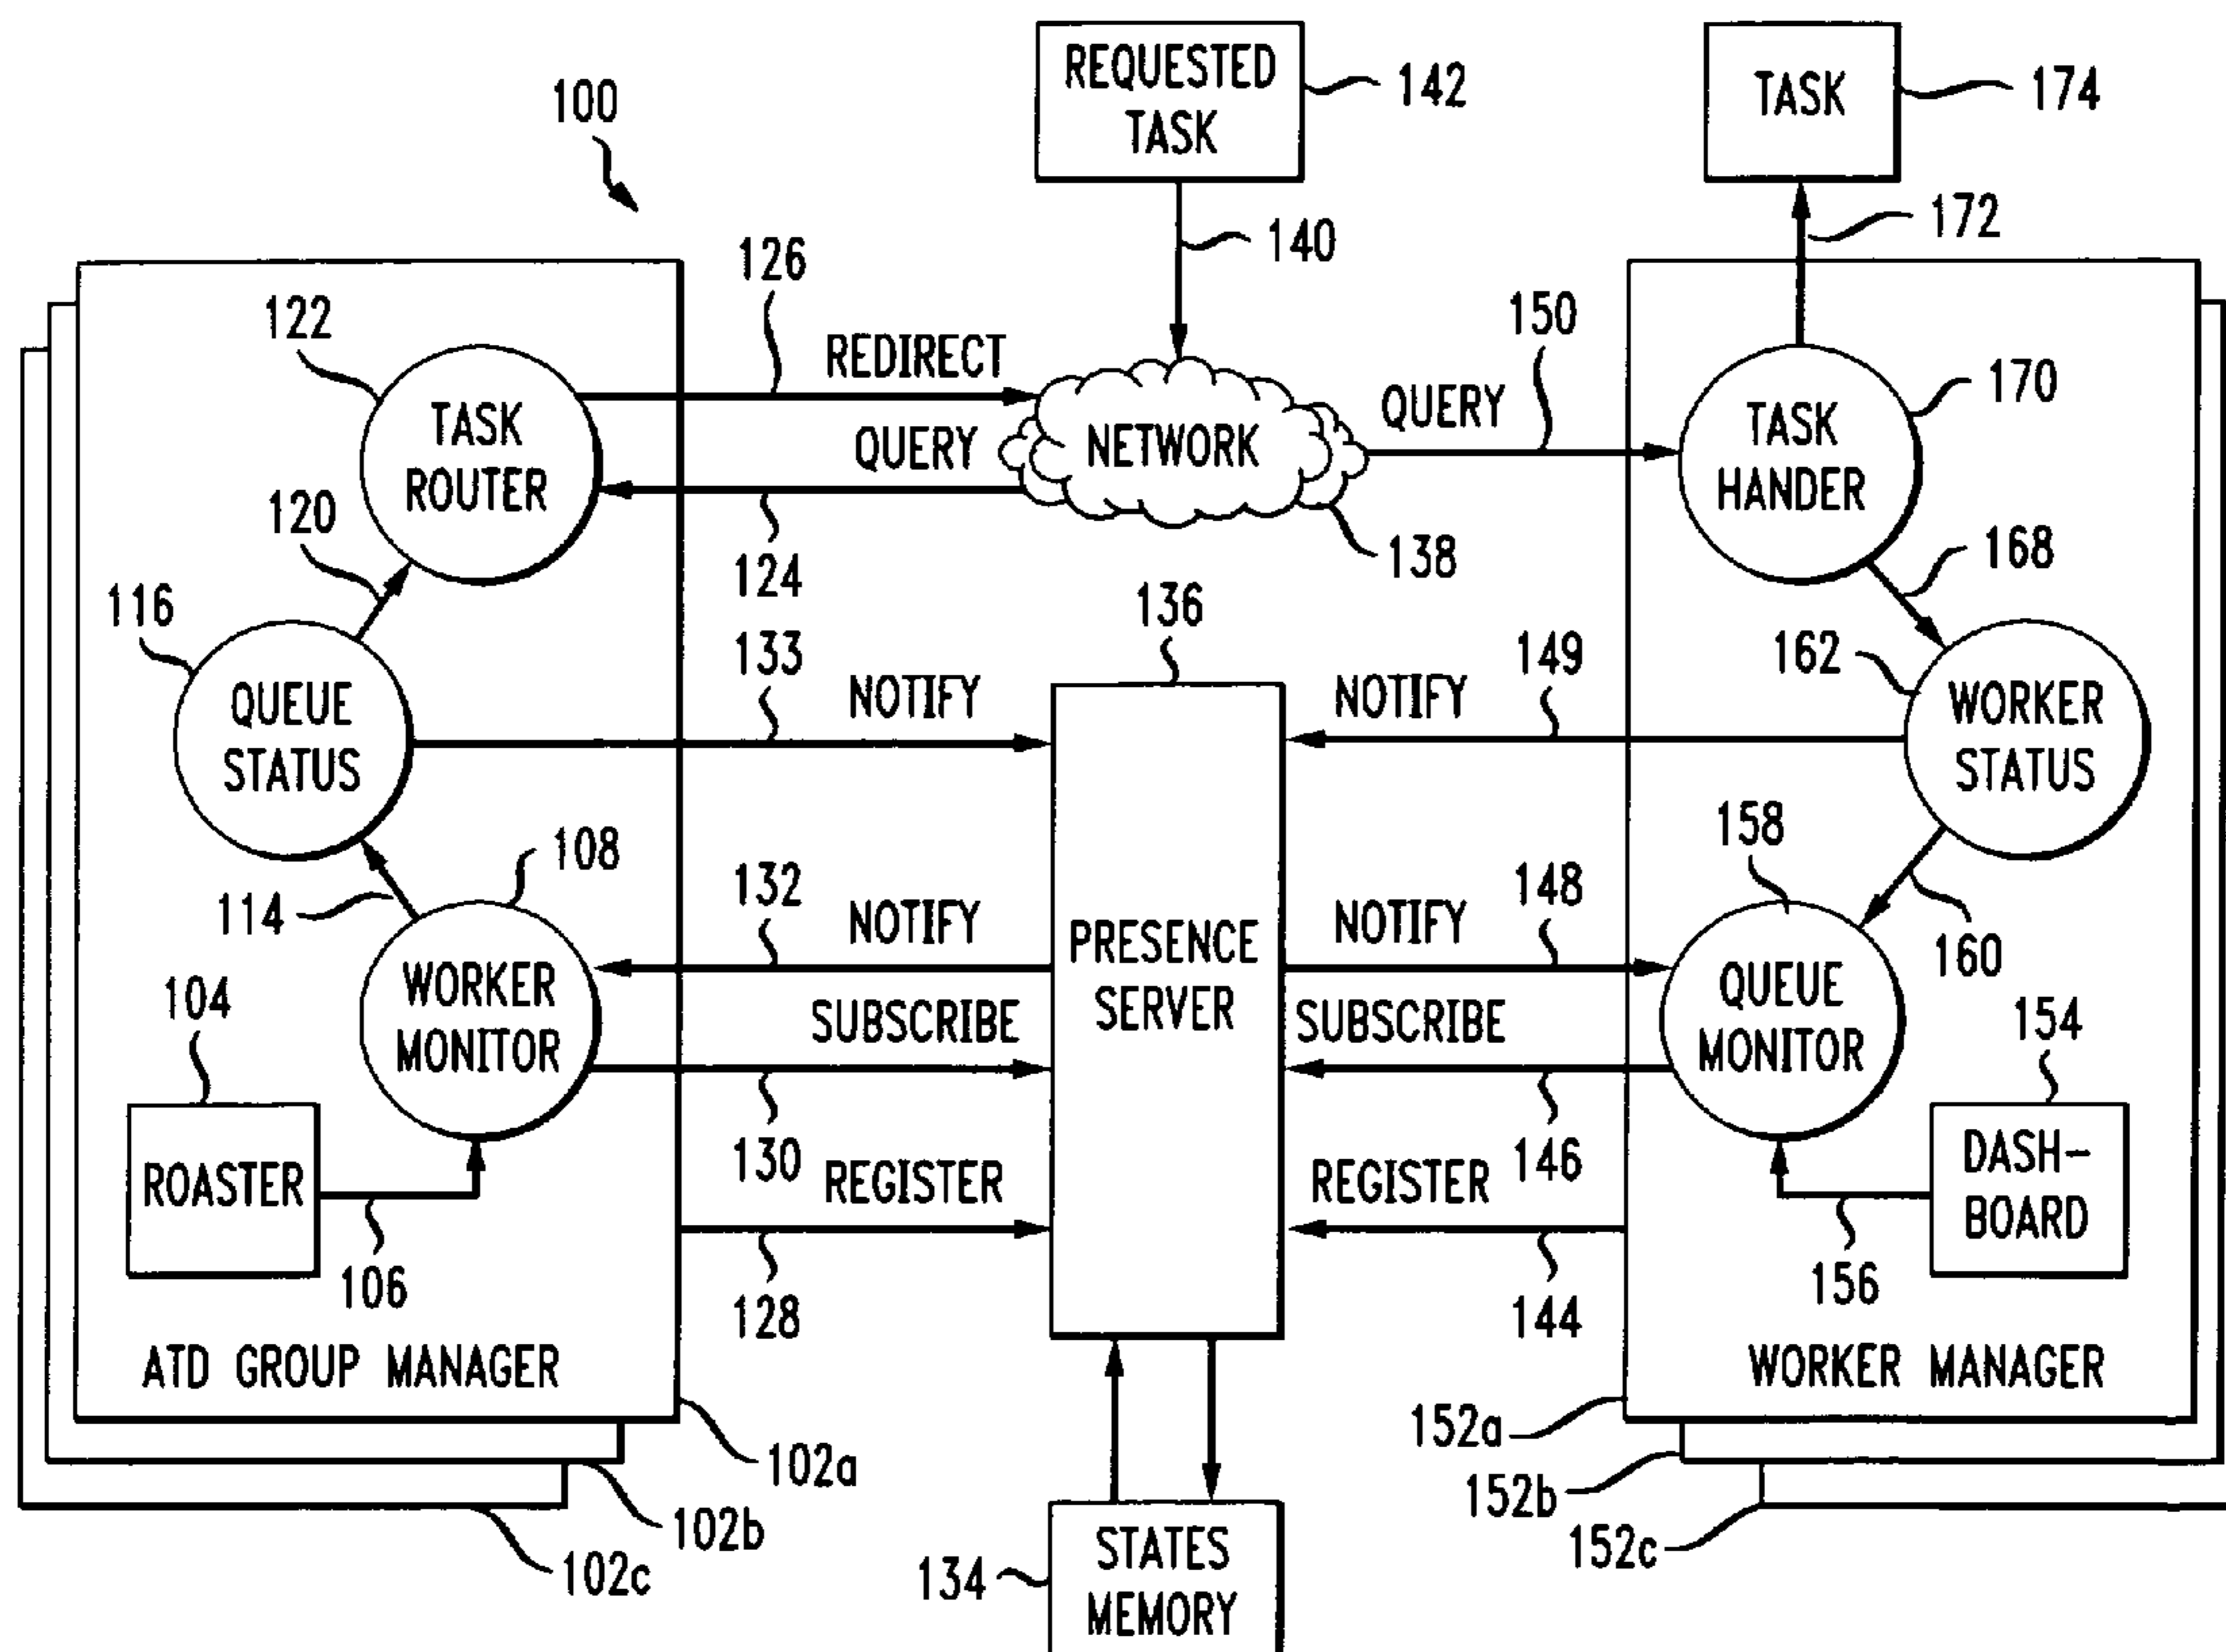 REQUESTED
TASK
142
TASK
174
100
172
140
126
150
122
REDIRECT
170
TASK
ROUTER
QUERY
NETWORK
QUERY
TASK
HANDER
120
124
138
168
116
136
133
149
162
QUEUE
STATUS
NOTIFY
NOTIFY
WORKER
STATUS
158
108
132
148
114
NOTIFY
PRESENCE
SERVER
NOTIFY
160
104
WORKER
MONITOR
SUBSCRIBE
SUBSCRIBE
QUEUE
MONITOR
154
ROASTER
130
146
DASH-
BOARD
REGISTER
REGISTER
106
128
144
156
ATD GROUP MANAGER
WORKER MANAGER
102a
152a
102b
152b
102c
152c
134
STATES
MEMORY